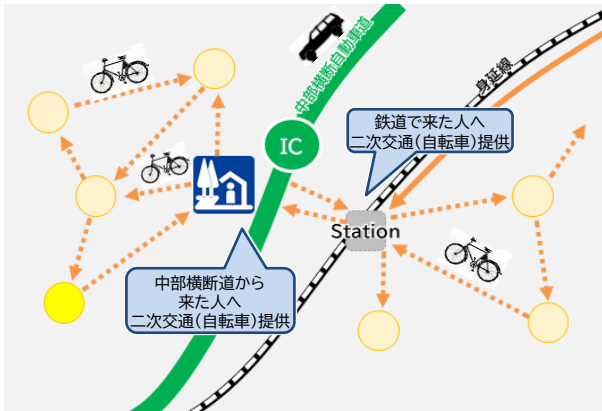 中部横断自動車道
身延線
鉄道で来た人へ
二次交通(自転車)提供
IC
Station
中部横断道から
来た人へ
二次交通(自転車)提供